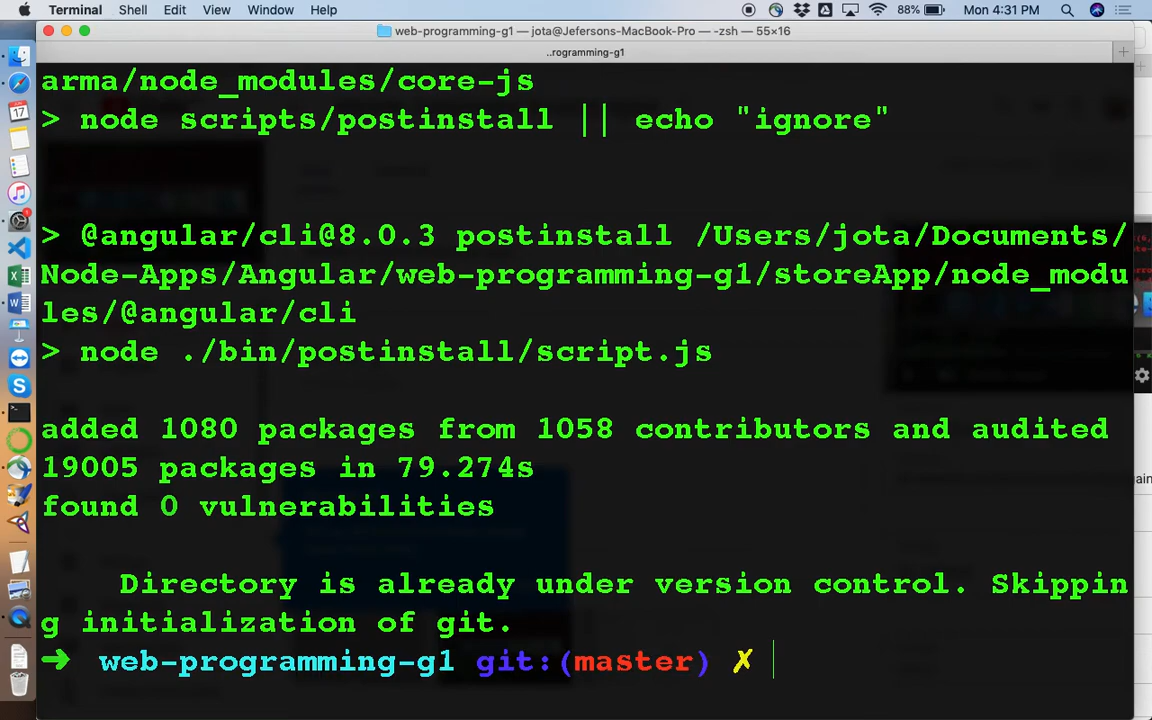 Terminal Shell Edit View Window Help 88% Mon 4:31 PM
web-programming-g1 — jota@Jefersons-MacBook-Pro — -zsh — 55×16
..rogramming-g1
arma/node_modules/core-js
> node scripts/postinstall || echo "ignore"
> @angular/cli@8.0.3 postinstall /Users/jota/Documents/
Node-Apps/Angular/web-programming-g1/storeApp/node_modu
les/@angular/cli
> node ./bin/postinstall/script.js
added 1080 packages from 1058 contributors and audited
19005 packages in 79.274s
found 0 vulnerabilities
Directory is already under version control. Skippin
g initialization of git.
➜ web-programming-g1 git:(master) ✗